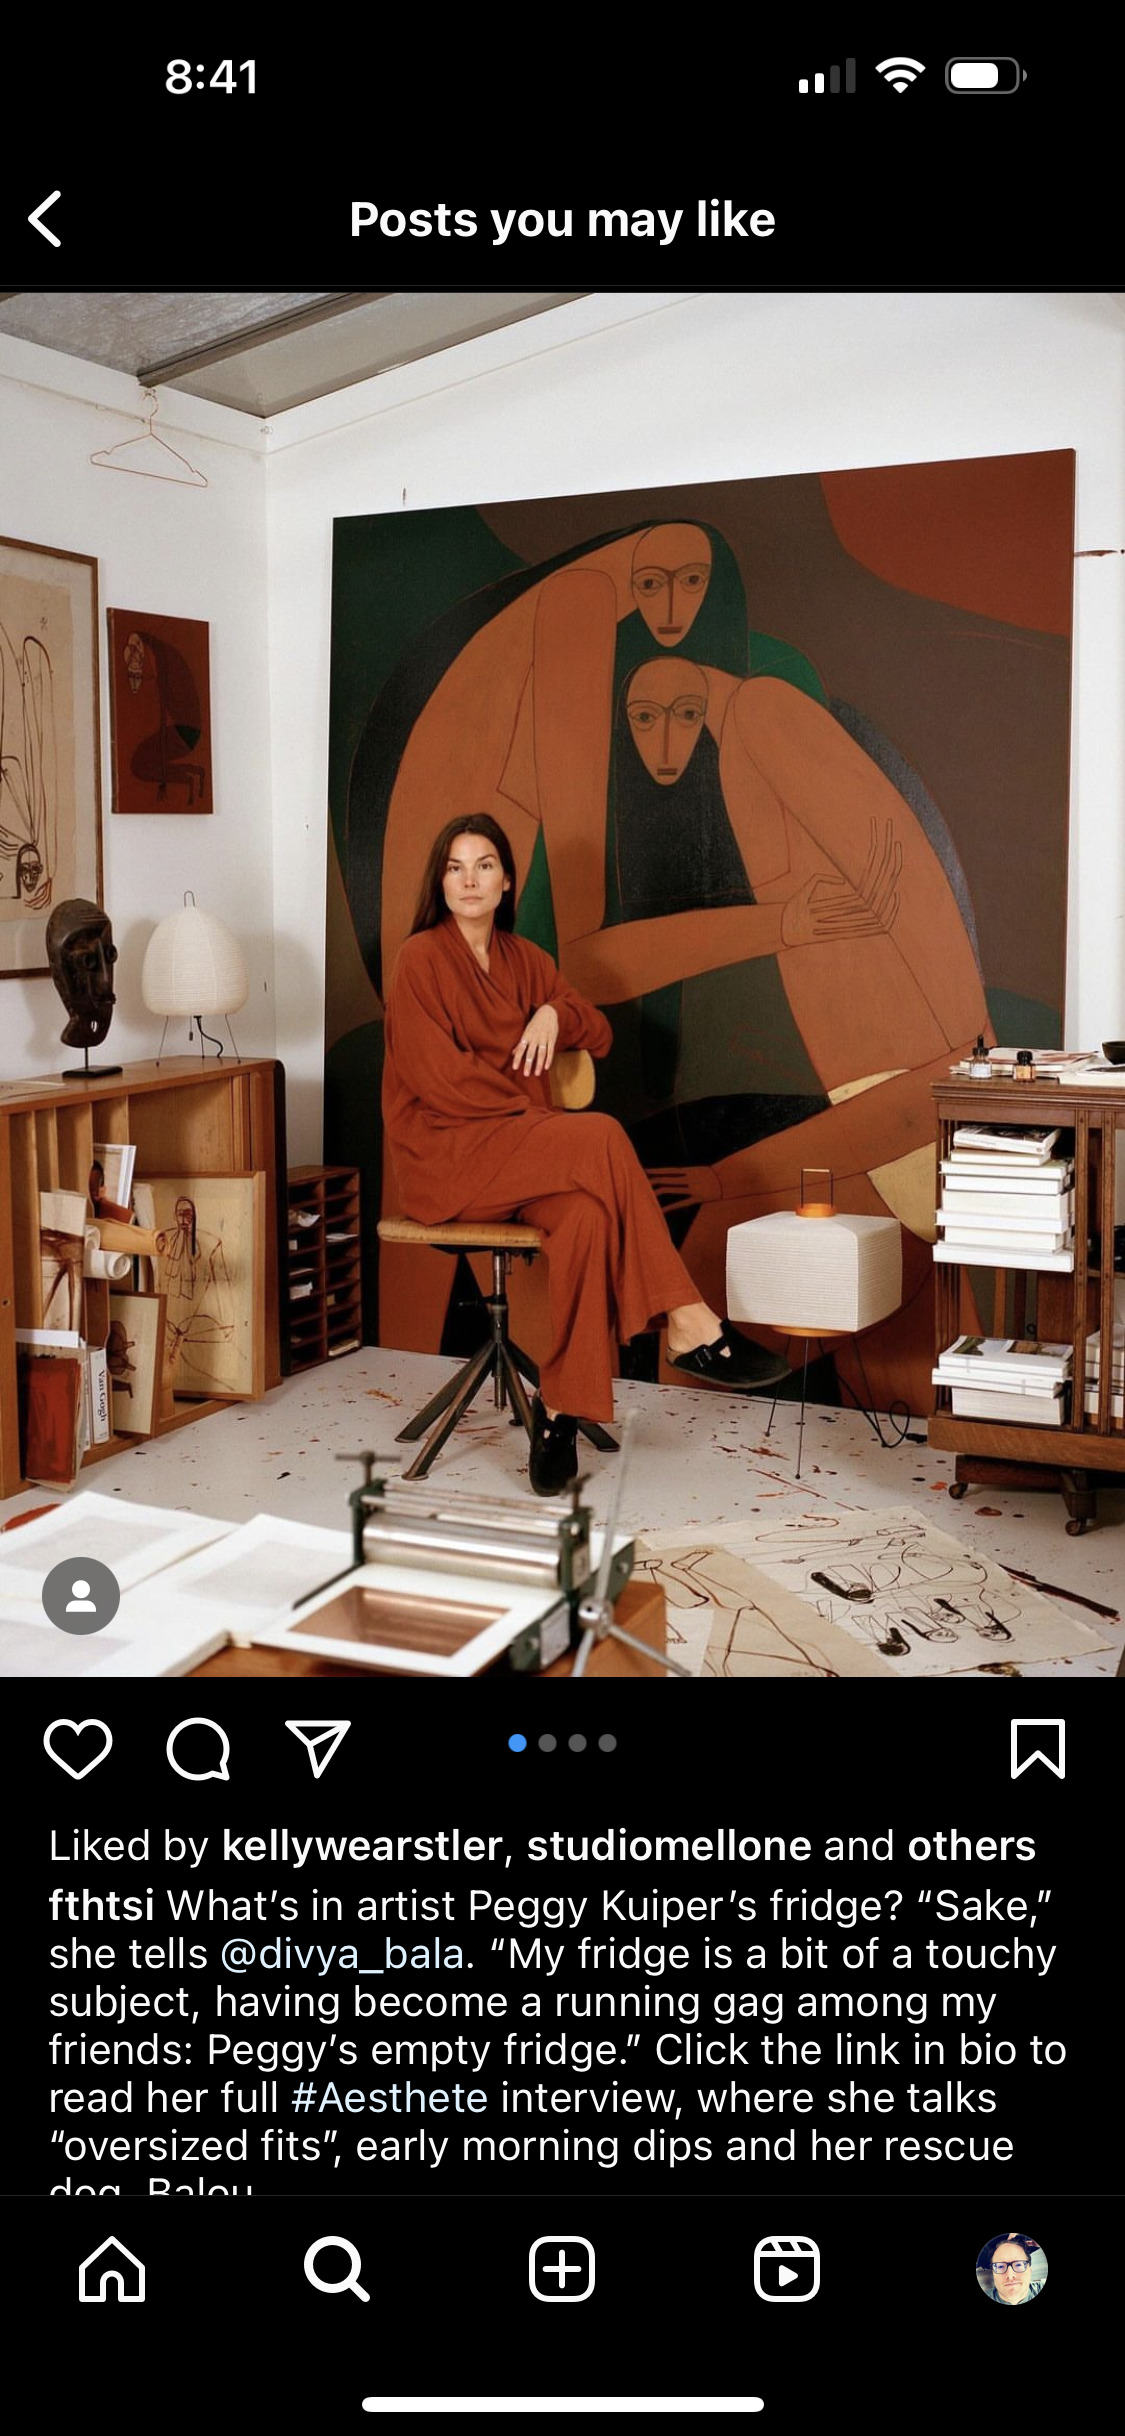 8:41
Posts you may like
Van Gogh
Liked by kellywearstler, studiomellone and others
fthtsi What’s in artist Peggy Kuiper’s fridge? “Sake,”
she tells @divya_bala. “My fridge is a bit of a touchy
subject, having become a running gag among my
friends: Peggy’s empty fridge.” Click the link in bio to
read her full #Aesthete interview, where she talks
“oversized fits”, early morning dips and her rescue
dog, Balou